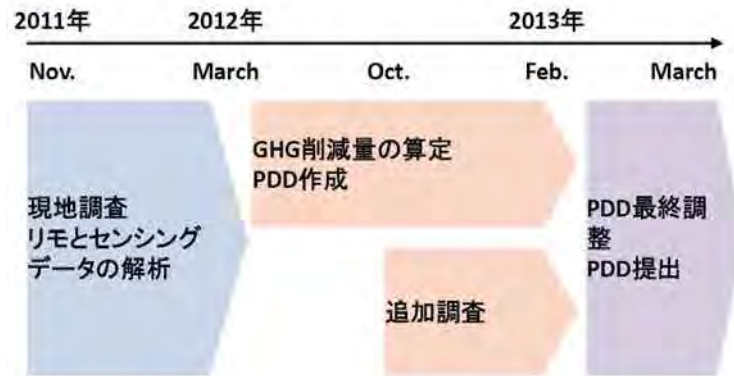 2011年 2012年 2013年
Nov. March Oct. Feb. March
現地調査
リモとセンシング
データの解析
GHG削減量の算定
PDD作成
追加調査
PDD最終調
整
PDD提出